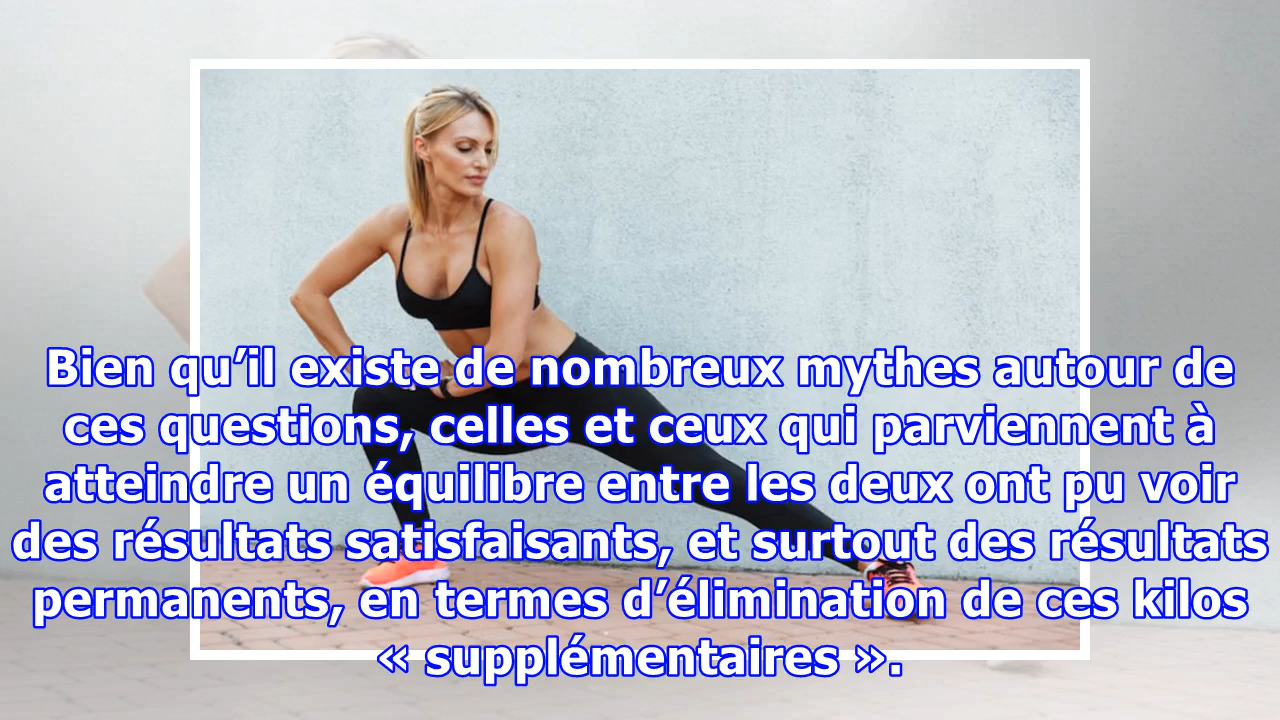 Bien qu’il existe de nombreux mythes autour de
ces questions, celles et ceux qui parviennent à
atteindre un équilibre entre les deux ont pu voir
des résultats satisfaisants, et surtout des résultats
permanents, en termes d’élimination de ces kilos
« supplémentaires ».